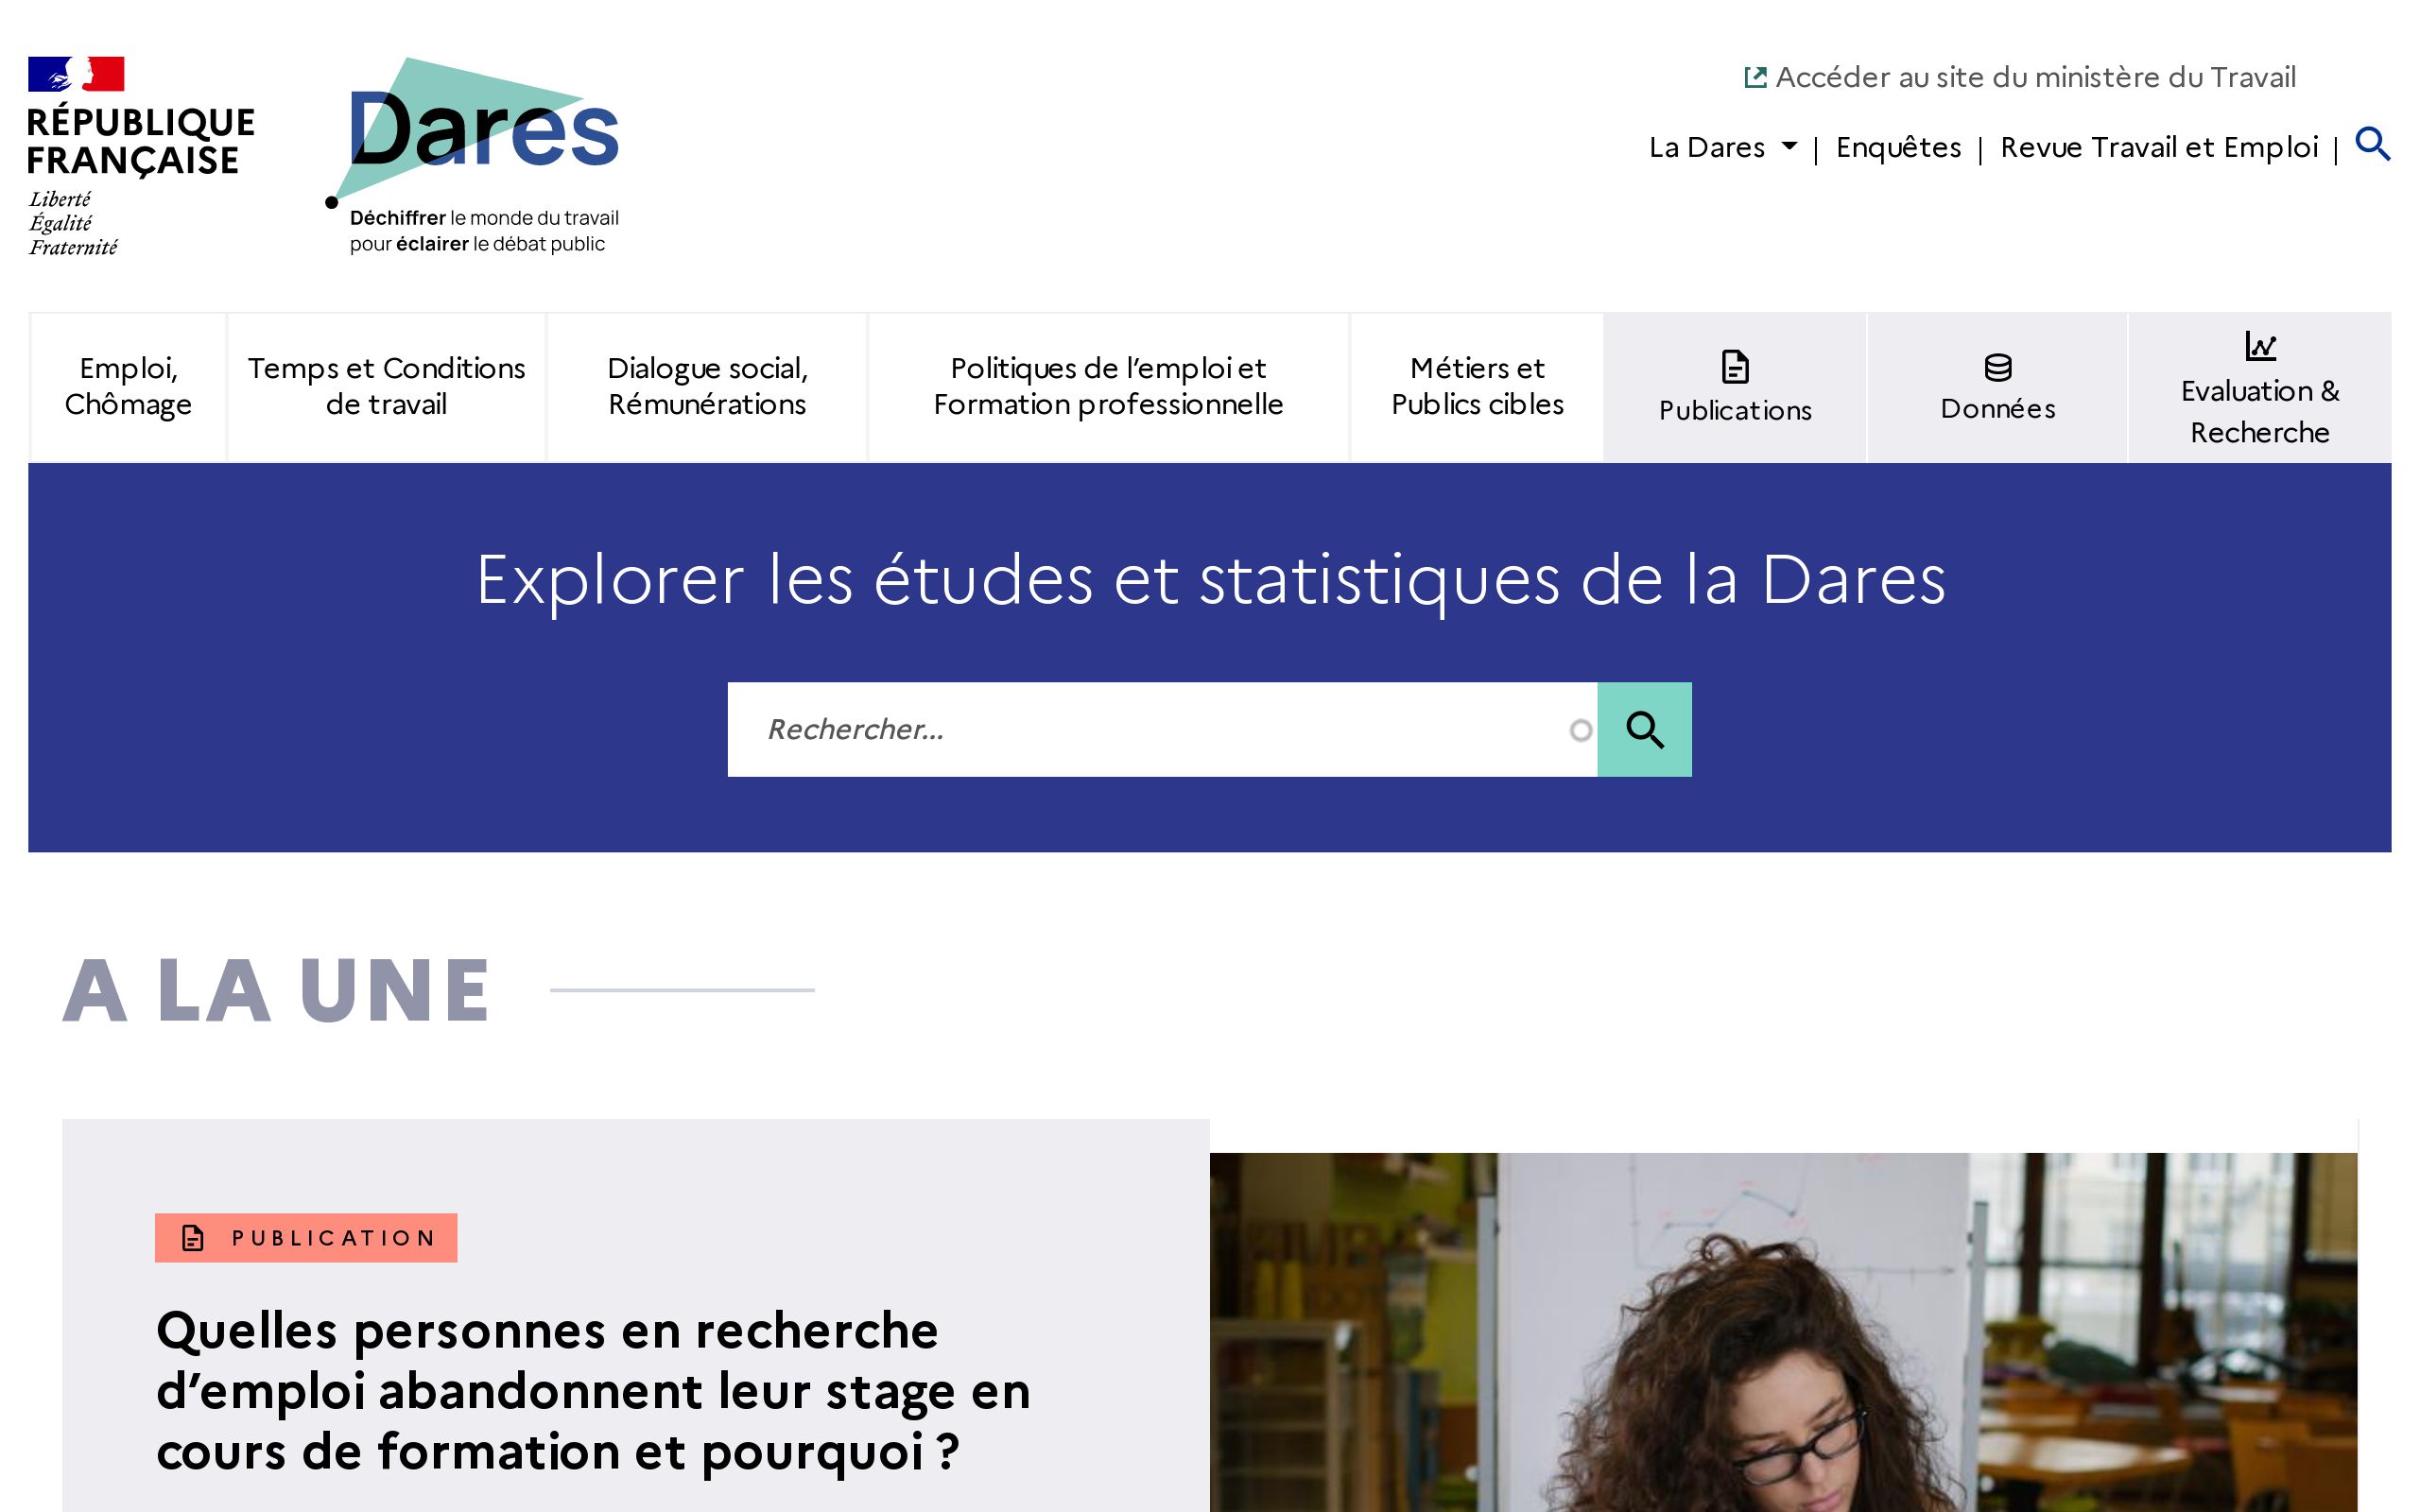 RÉPUBLIQUE
FRANÇAISE
Liberté
Égalité
Fraternité
Dares
Déchiffrer le monde du travail
pour éclairer le débat public
Accéder au site du ministère du Travail
La Dares | Enquêtes | Revue Travail et Emploi |
Emploi,
Chômage
Temps et Conditions
de travail
Dialogue social,
Rémunérations
Politiques de l’emploi et
Formation professionnelle
Métiers et
Publics cibles
Publications
Données
Evaluation &
Recherche
Explorer les études et statistiques de la Dares
Rechercher...
A LA UNE
PUBLICATION
Quelles personnes en recherche
d’emploi abandonnent leur stage en
cours de formation et pourquoi ?